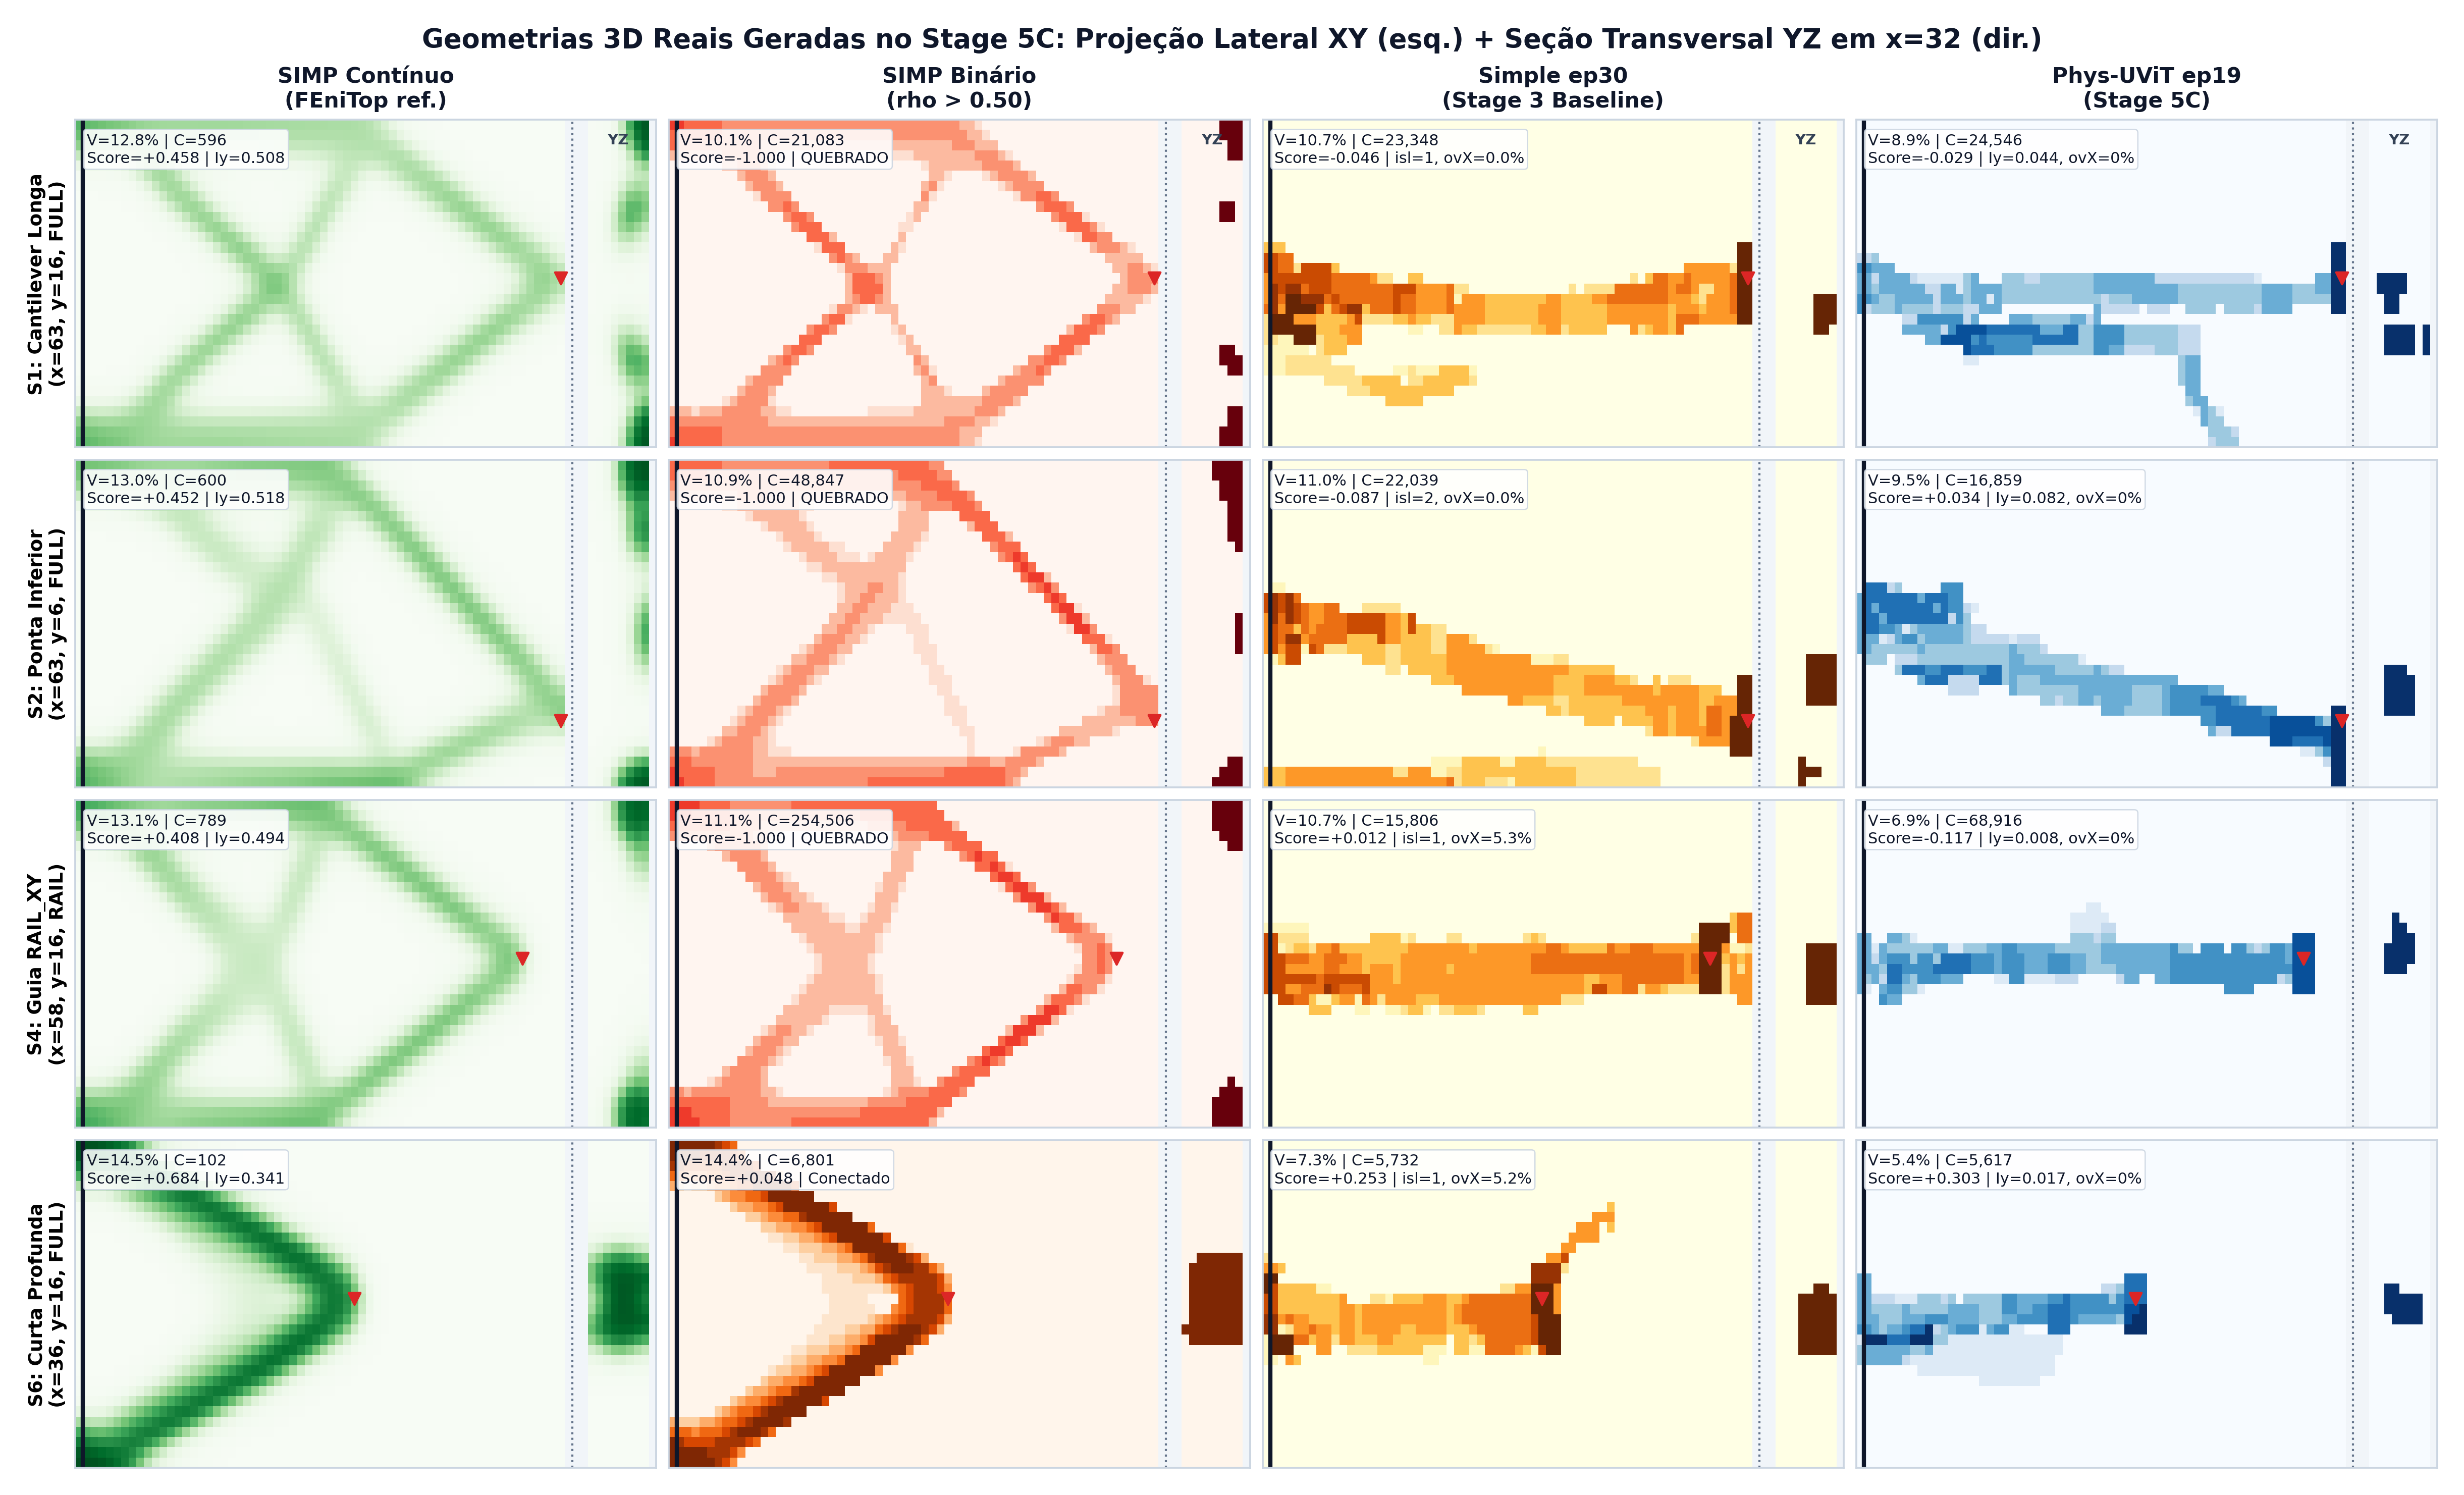 Geometrias 3D Reais Geradas no Stage 5C: Projeção Lateral XY (esq.) + Seção Transversal YZ em x=32 (dir.)
SIMP Contínuo
(FEniTop ref.)
SIMP Binário
(rho > 0.50)
Simple ep30
(Stage 3 Baseline)
Phys-UViT ep19
(Stage 5C)
S1: Cantilever Longa
(x=63, y=16, FULL)
V=12.8% | C=596
Score=+0.458 | Iy=0.508
YZ
V=10.1% | C=21,083
Score=-1.000 | QUEBRADO
YZ
V=10.7% | C=23,348
Score=-0.046 | isl=1, ovX=0.0%
YZ
V=8.9% | C=24,546
Score=-0.029 | Iy=0.044, ovX=0%
YZ
S2: Ponta Inferior
(x=63, y=6, FULL)
V=13.0% | C=600
Score=+0.452 | Iy=0.518
V=10.9% | C=48,847
Score=-1.000 | QUEBRADO
V=11.0% | C=22,039
Score=-0.087 | isl=2, ovX=0.0%
V=9.5% | C=16,859
Score=+0.034 | Iy=0.082, ovX=0%
S4: Guia RAIL_XY
(x=58, y=16, RAIL)
V=13.1% | C=789
Score=+0.408 | Iy=0.494
V=11.1% | C=254,506
Score=-1.000 | QUEBRADO
V=10.7% | C=15,806
Score=+0.012 | isl=1, ovX=5.3%
V=6.9% | C=68,916
Score=-0.117 | Iy=0.008, ovX=0%
S6: Curta Profunda
(x=36, y=16, FULL)
V=14.5% | C=102
Score=+0.684 | Iy=0.341
V=14.4% | C=6,801
Score=+0.048 | Conectado
V=7.3% | C=5,732
Score=+0.253 | isl=1, ovX=5.2%
V=5.4% | C=5,617
Score=+0.303 | Iy=0.017, ovX=0%